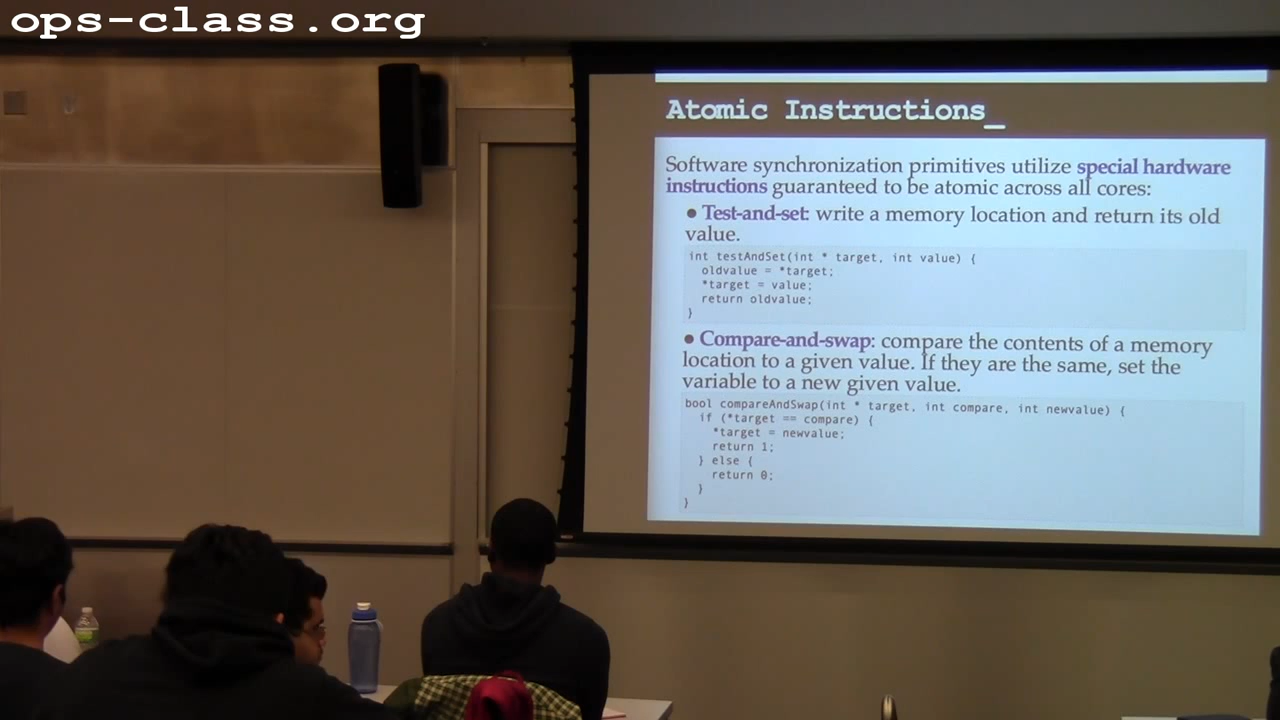 ops-class.org
Atomic Instructions_
Software synchronization primitives utilize special hardware
instructions guaranteed to be atomic across all cores:
● Test-and-set: write a memory location and return its old
value.
int testAndSet(int * target, int value) {
oldvalue = *target;
*target = value;
return oldvalue;
}
● Compare-and-swap: compare the contents of a memory
location to a given value. If they are the same, set the
variable to a new given value.
bool compareAndSwap(int * target, int compare, int newvalue) {
if (*target == compare) {
*target = newvalue;
return 1;
} else {
return 0;
}
}